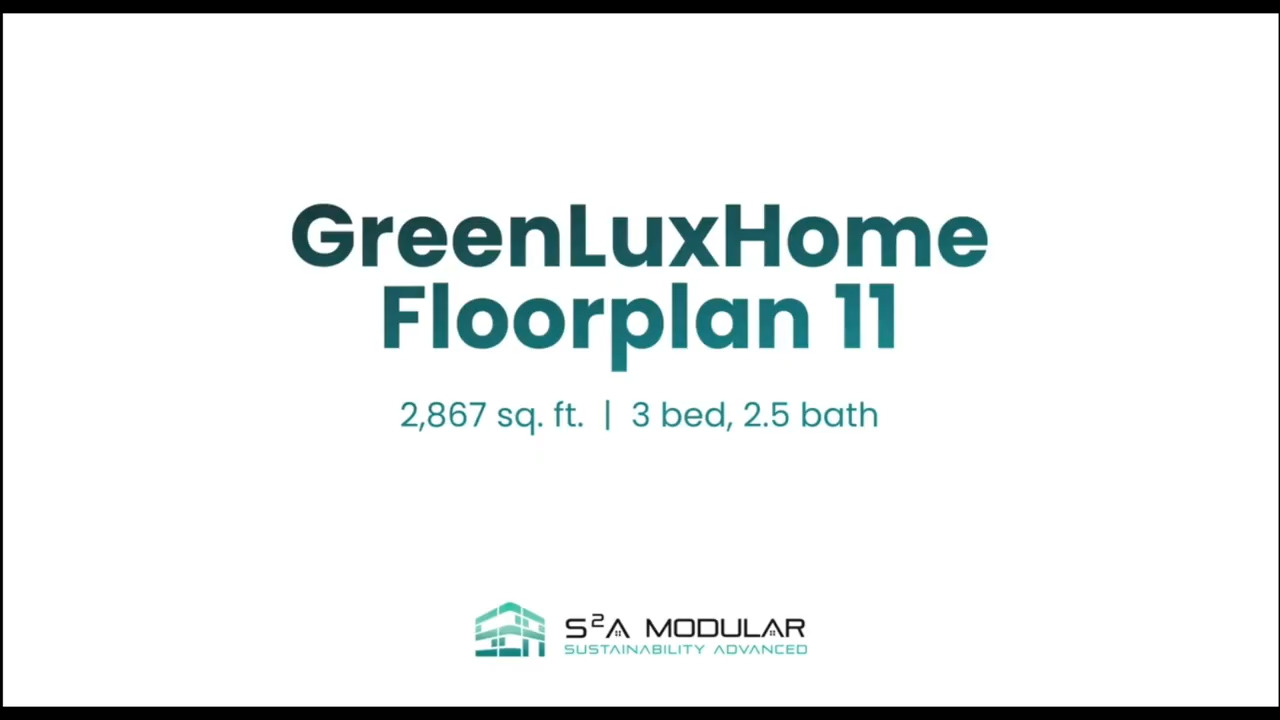 GreenLuxHome
Floorplan 11
2,867 sq. ft. | 3 bed, 2.5 bath
S²A MODULAR
SUSTAINABILITY ADVANCED